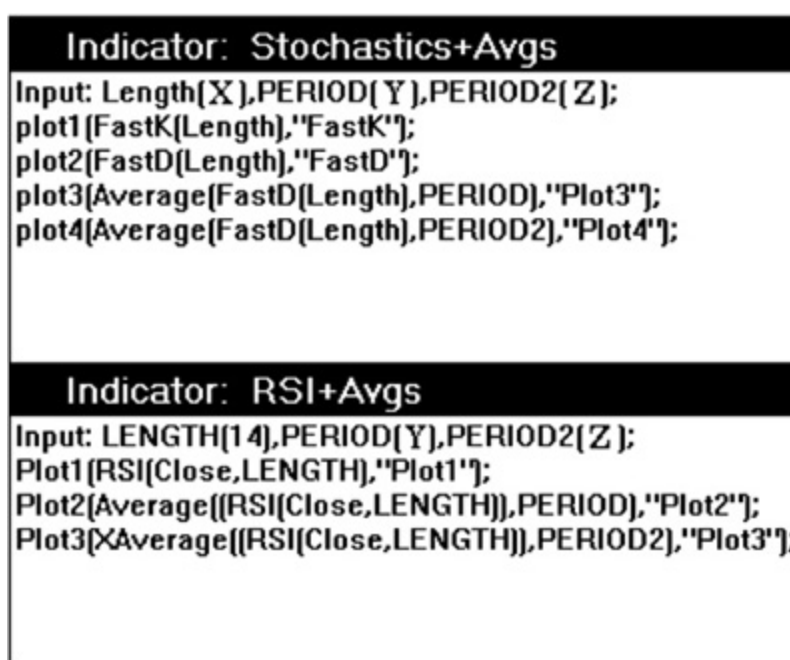 Indicator: Stochastics+Avgs
Input: Length(X),PERIOD(Y),PERIOD2(Z);
plot1(FastK(Length),"FastK");
plot2(FastD(Length),"FastD");
plot3(Average(FastD(Length),PERIOD),"Plot3");
plot4(Average(FastD(Length),PERIOD2),"Plot4");
Indicator: RSI+Avgs
Input: LENGTH(14),PERIOD(Y),PERIOD2(Z);
Plot1(RSI(Close,LENGTH),"Plot1");
Plot2(Average((RSI(Close,LENGTH)),PERIOD),"Plot2");
Plot3(XAverage((RSI(Close,LENGTH)),PERIOD2),"Plot3");